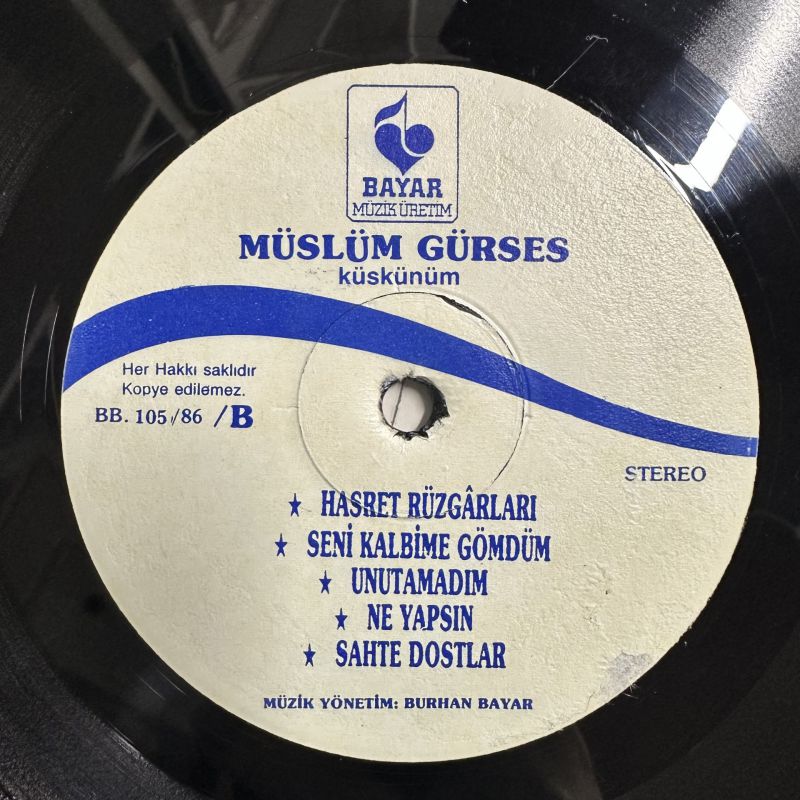 BAYAR
MÜZİK ÜRETİM
MÜSLÜM GÜRSES
küskünüm
Her Hakkı saklıdır
Kopye edilemez.
BB. 105/86 /B
STEREO
★ HASRET RÜZGÂRLARI
★ SENİ KALBİME GÖMDÜM
★ UNUTAMADIM
★ NE YAPSIN
★ SAHTE DOSTLAR
MÜZİK YÖNETİM: BURHAN BAYAR